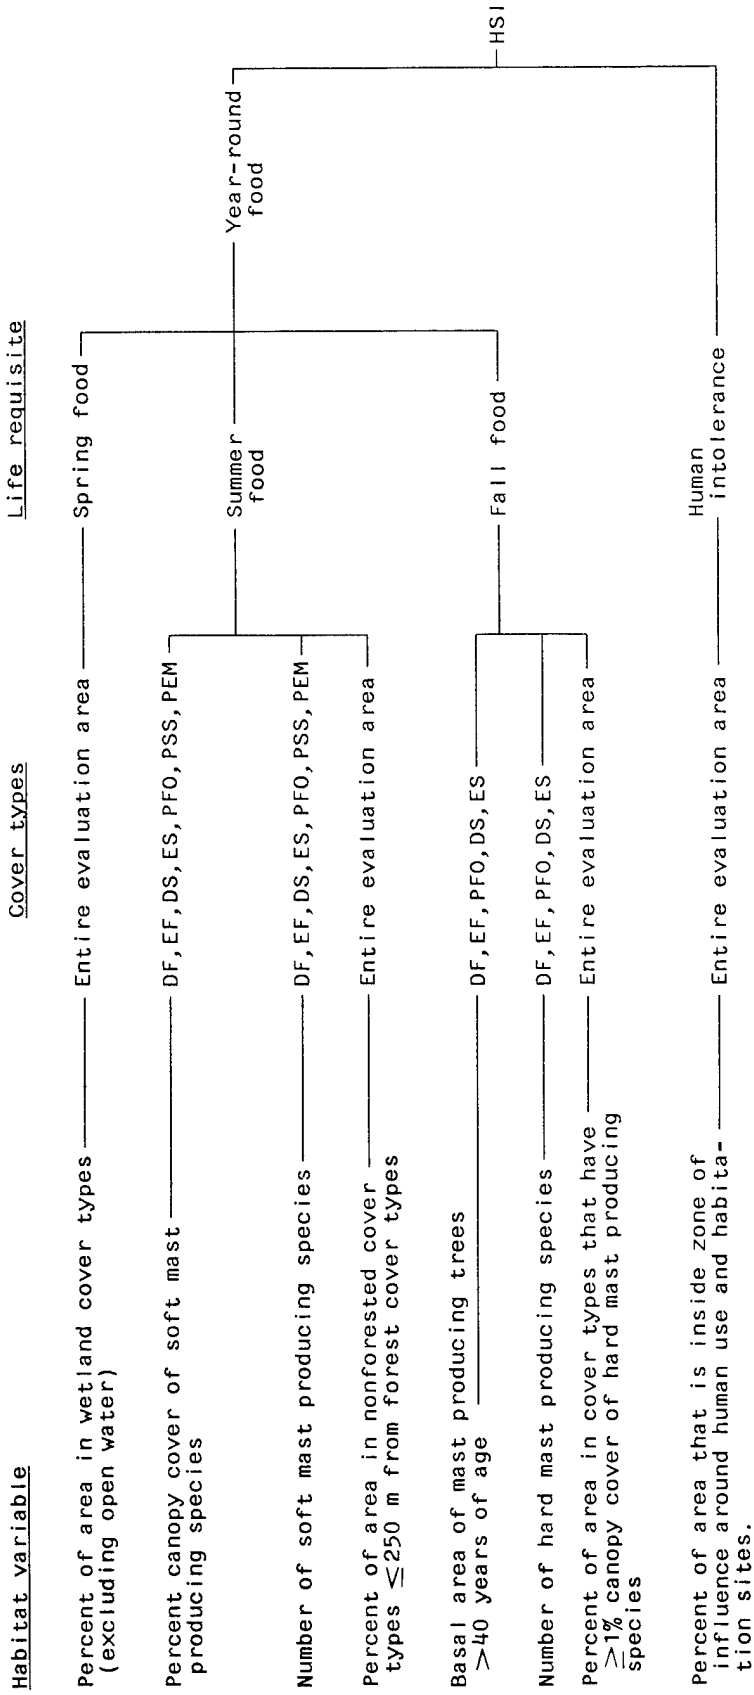 Habitat variable
Cover types
Life requisite
Percent of area in wetland cover types
(excluding open water)
Entire evaluation area
Spring food
Percent canopy cover of soft mast
producing species
DF,EF,DS,ES,PFO,PSS,PEM
Number of soft mast producing species
DF,EF,DS,ES,PFO,PSS,PEM
Summer
food
Year-round
food
Percent of area in nonforested cover
types ≤250 m from forest cover types
Entire evaluation area
Basal area of mast producing trees
>40 years of age
DF,EF,PFO,DS,ES
Number of hard mast producing species
DF,EF,PFO,DS,ES
Fall food
HSI
Percent of area in cover types that have
≥1% canopy cover of hard mast producing
species
Entire evaluation area
Percent of area that is inside zone of
influence around human use and habita-
tion sites.
Entire evaluation area
Human
intolerance